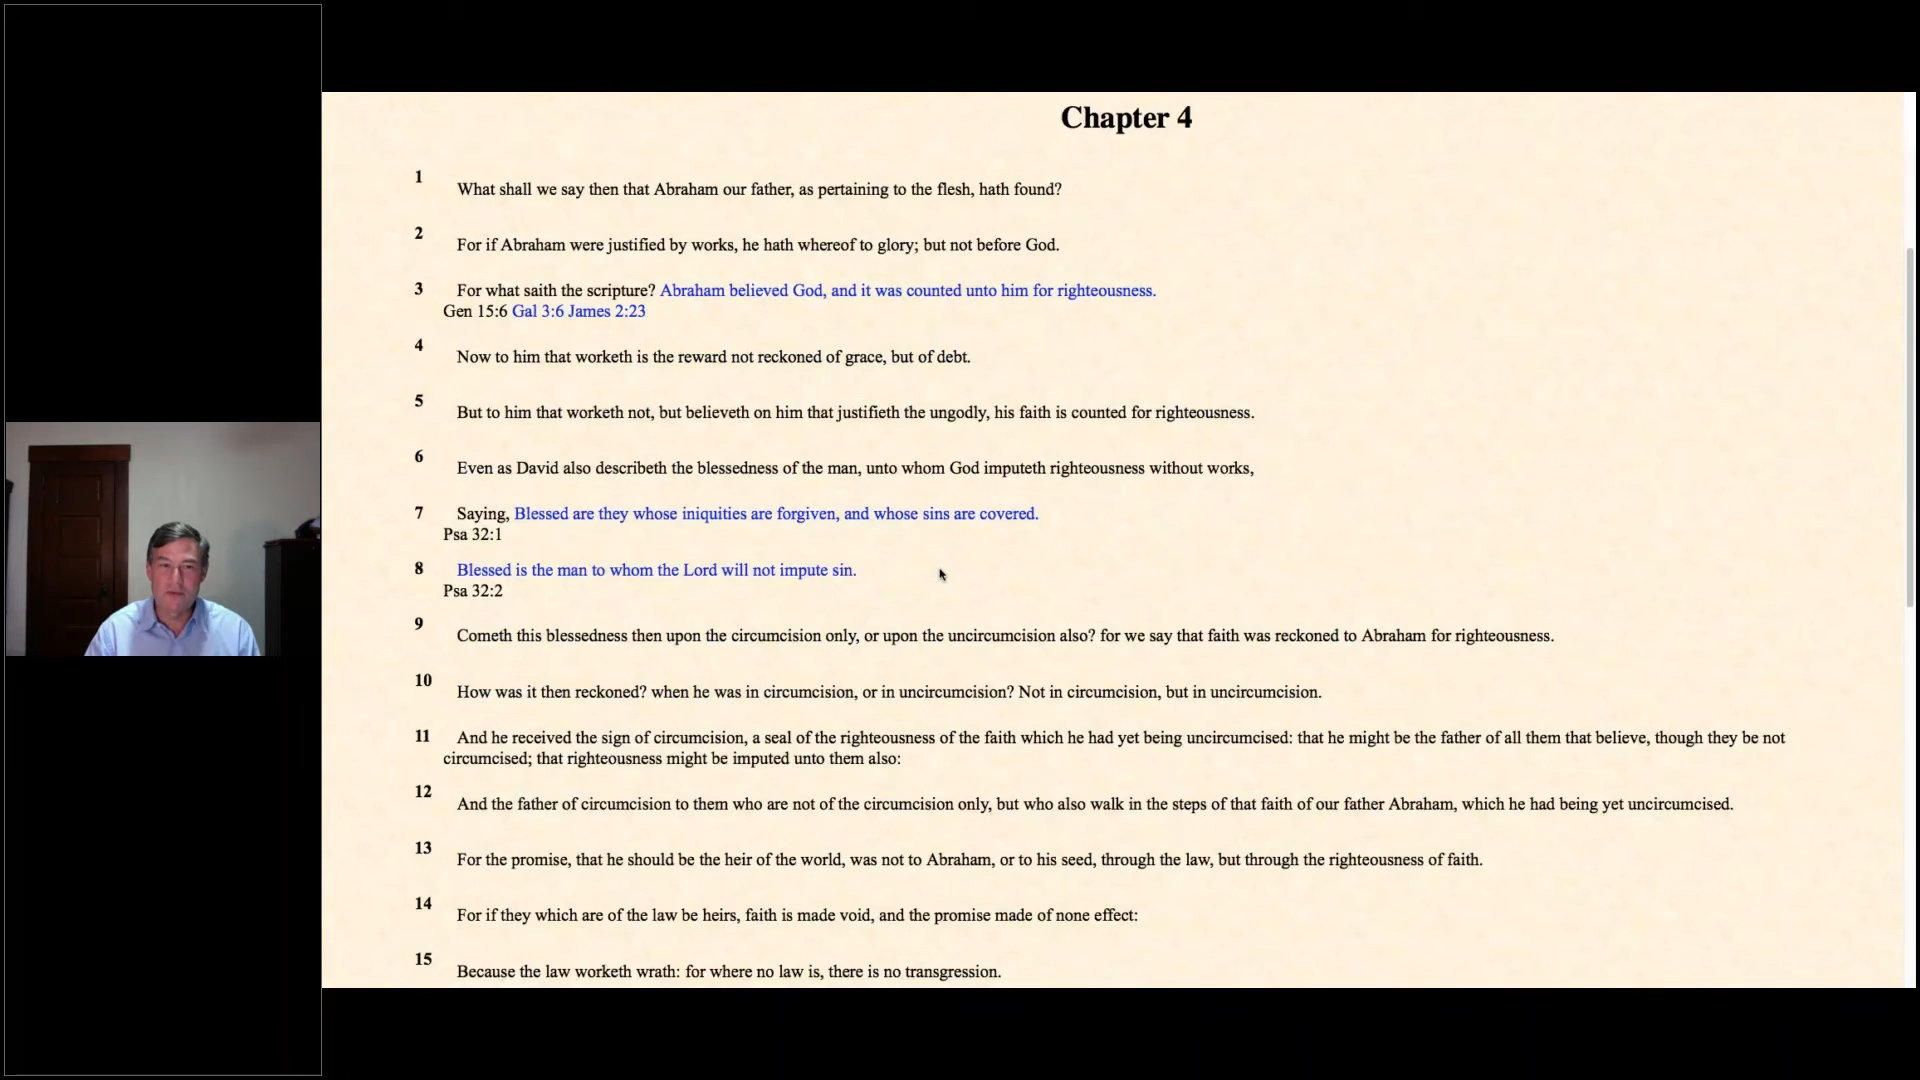 Chapter 4
1 What shall we say then that Abraham our father, as pertaining to the flesh, hath found?
2 For if Abraham were justified by works, he hath whereof to glory; but not before God.
3 For what saith the scripture? Abraham believed God, and it was counted unto him for righteousness.
Gen 15:6 Gal 3:6 James 2:23
4 Now to him that worketh is the reward not reckoned of grace, but of debt.
5 But to him that worketh not, but believeth on him that justifieth the ungodly, his faith is counted for righteousness.
6 Even as David also describeth the blessedness of the man, unto whom God imputeth righteousness without works,
7 Saying, Blessed are they whose iniquities are forgiven, and whose sins are covered.
Psa 32:1
8 Blessed is the man to whom the Lord will not impute sin.
Psa 32:2
9 Cometh this blessedness then upon the circumcision only, or upon the uncircumcision also? for we say that faith was reckoned to Abraham for righteousness.
10 How was it then reckoned? when he was in circumcision, or in uncircumcision? Not in circumcision, but in uncircumcision.
11 And he received the sign of circumcision, a seal of the righteousness of the faith which he had yet being uncircumcised: that he might be the father of all them that believe, though they be not
circumcised; that righteousness might be imputed unto them also:
12 And the father of circumcision to them who are not of the circumcision only, but who also walk in the steps of that faith of our father Abraham, which he had being yet uncircumcised.
13 For the promise, that he should be the heir of the world, was not to Abraham, or to his seed, through the law, but through the righteousness of faith.
14 For if they which are of the law be heirs, faith is made void, and the promise made of none effect:
15 Because the law worketh wrath: for where no law is, there is no transgression.